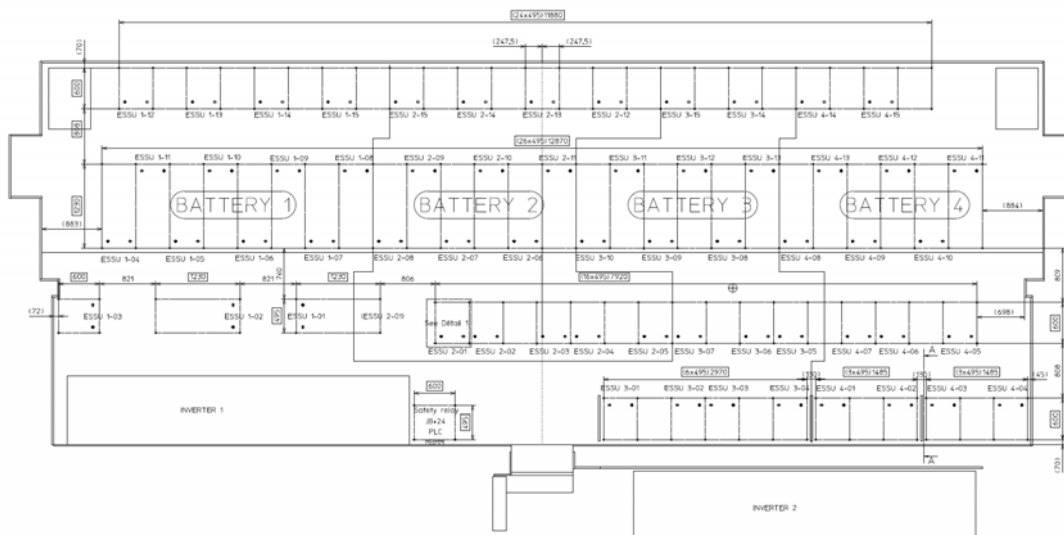 (24x495)11880
(247,5) (247,5)
(70)
600
ESSU 1-12 ESSU 1-13 ESSU 1-14 ESSU 1-15 ESSU 2-15 ESSU 2-14 ESSU 2-13 ESSU 2-12 ESSU 3-15 ESSU 3-14 ESSU 4-14 ESSU 4-15
(26x495)12870
ESSU 1-11 ESSU 1-10 ESSU 1-09 ESSU 1-08 ESSU 2-09 ESSU 2-10 ESSU 2-11 ESSU 3-11 ESSU 3-12 ESSU 3-13 ESSU 4-13 ESSU 4-12 ESSU 4-11
1230
BATTERY 1 BATTERY 2 BATTERY 3 BATTERY 4
(883) (884)
ESSU 1-04 ESSU 1-05 ESSU 1-06 ESSU 1-07 ESSU 2-08 ESSU 2-07 ESSU 2-06 ESSU 3-10 ESSU 3-09 ESSU 3-08 ESSU 4-08 ESSU 4-09 ESSU 4-10
600 821 1230 821 740 1230 806 (16x495)7920 809
(72) ESSU 1-03 ESSU 1-02 ESSU 1-01 495 (ESSU 2-01) See Détail 1 (698) 600
ESSU 2-01 ESSU 2-02 ESSU 2-03 ESSU 2-04 ESSU 2-05 ESSU 3-07 ESSU 3-06 ESSU 3-05 ESSU 4-07 ESSU 4-06 ESSU 4-05
A
(6x495)2970 (130) (3x495)1485 (130) (3x495)1485 (45) 808
600 ESSU 3-01 ESSU 3-02 ESSU 3-03 ESSU 3-04 ESSU 4-01 ESSU 4-02 ESSU 4-03 ESSU 4-04
INVERTER 1
Safety relay
JB+24
PLC
495 600
A (70)
INVERTER 2